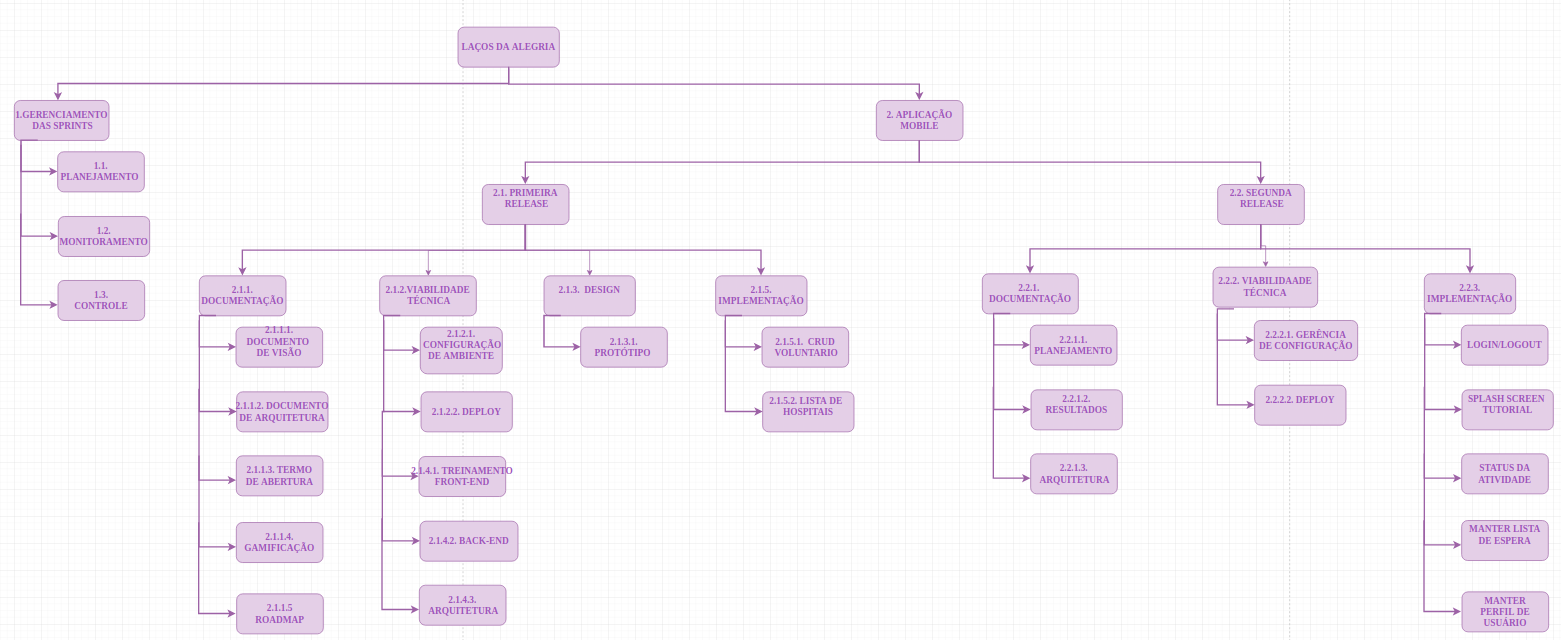 LAÇOS DA ALEGRIA
1.GERENCIAMENTO
DAS SPRINTS
1.1.
PLANEJAMENTO
1.2.
MONITORAMENTO
1.3.
CONTROLE
2. APLICAÇÃO
MOBILE
2.1. PRIMEIRA
RELEASE
2.1.1.
DOCUMENTAÇÃO
2.1.1.1.
DOCUMENTO
DE VISÃO
2.1.1.2. DOCUMENTO
DE ARQUITETURA
2.1.1.3. TERMO
DE ABERTURA
2.1.1.4.
GAMIFICAÇÃO
2.1.1.5
ROADMAP
2.1.2.VIABILIDADE
TÉCNICA
2.1.2.1.
CONFIGURAÇÃO
DE AMBIENTE
2.1.2.2. DEPLOY
2.1.4.1. TREINAMENTO
FRONT-END
2.1.4.2. BACK-END
2.1.4.3.
ARQUITETURA
2.1.3. DESIGN
2.1.3.1.
PROTÓTIPO
2.1.5.
IMPLEMENTAÇÃO
2.1.5.1. CRUD
VOLUNTARIO
2.1.5.2. LISTA DE
HOSPITAIS
2.2. SEGUNDA
RELEASE
2.2.1.
DOCUMENTAÇÃO
2.2.1.1.
PLANEJAMENTO
2.2.1.2.
RESULTADOS
2.2.1.3.
ARQUITETURA
2.2.2. VIABILIDAADE
TÉCNICA
2.2.2.1. GERÊNCIA
DE CONFIGURAÇÃO
2.2.2.2. DEPLOY
2.2.3.
IMPLEMENTAÇÃO
LOGIN/LOGOUT
SPLASH SCREEN
TUTORIAL
STATUS DA
ATIVIDADE
MANTER LISTA
DE ESPERA
MANTER
PERFIL DE
USUÁRIO